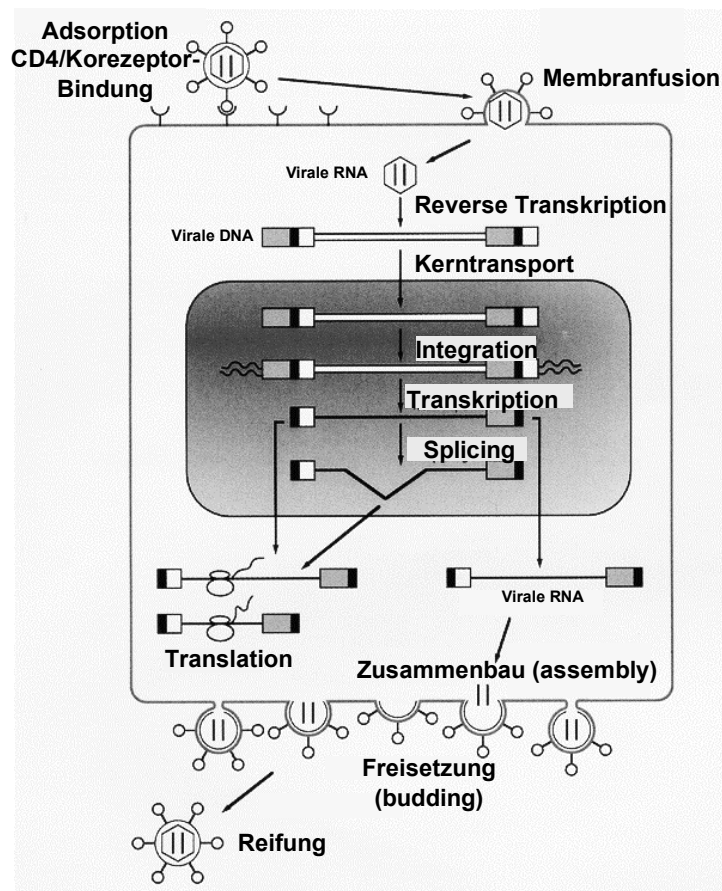 Adsorption
CD4/Korezeptor-
Bindung
Membranfusion
Virale RNA
Reverse Transkription
Virale DNA
Kerntransport
Integration
Transkription
Splicing
Virale RNA
Translation
Zusammenbau (assembly)
Freisetzung
(budding)
Reifung